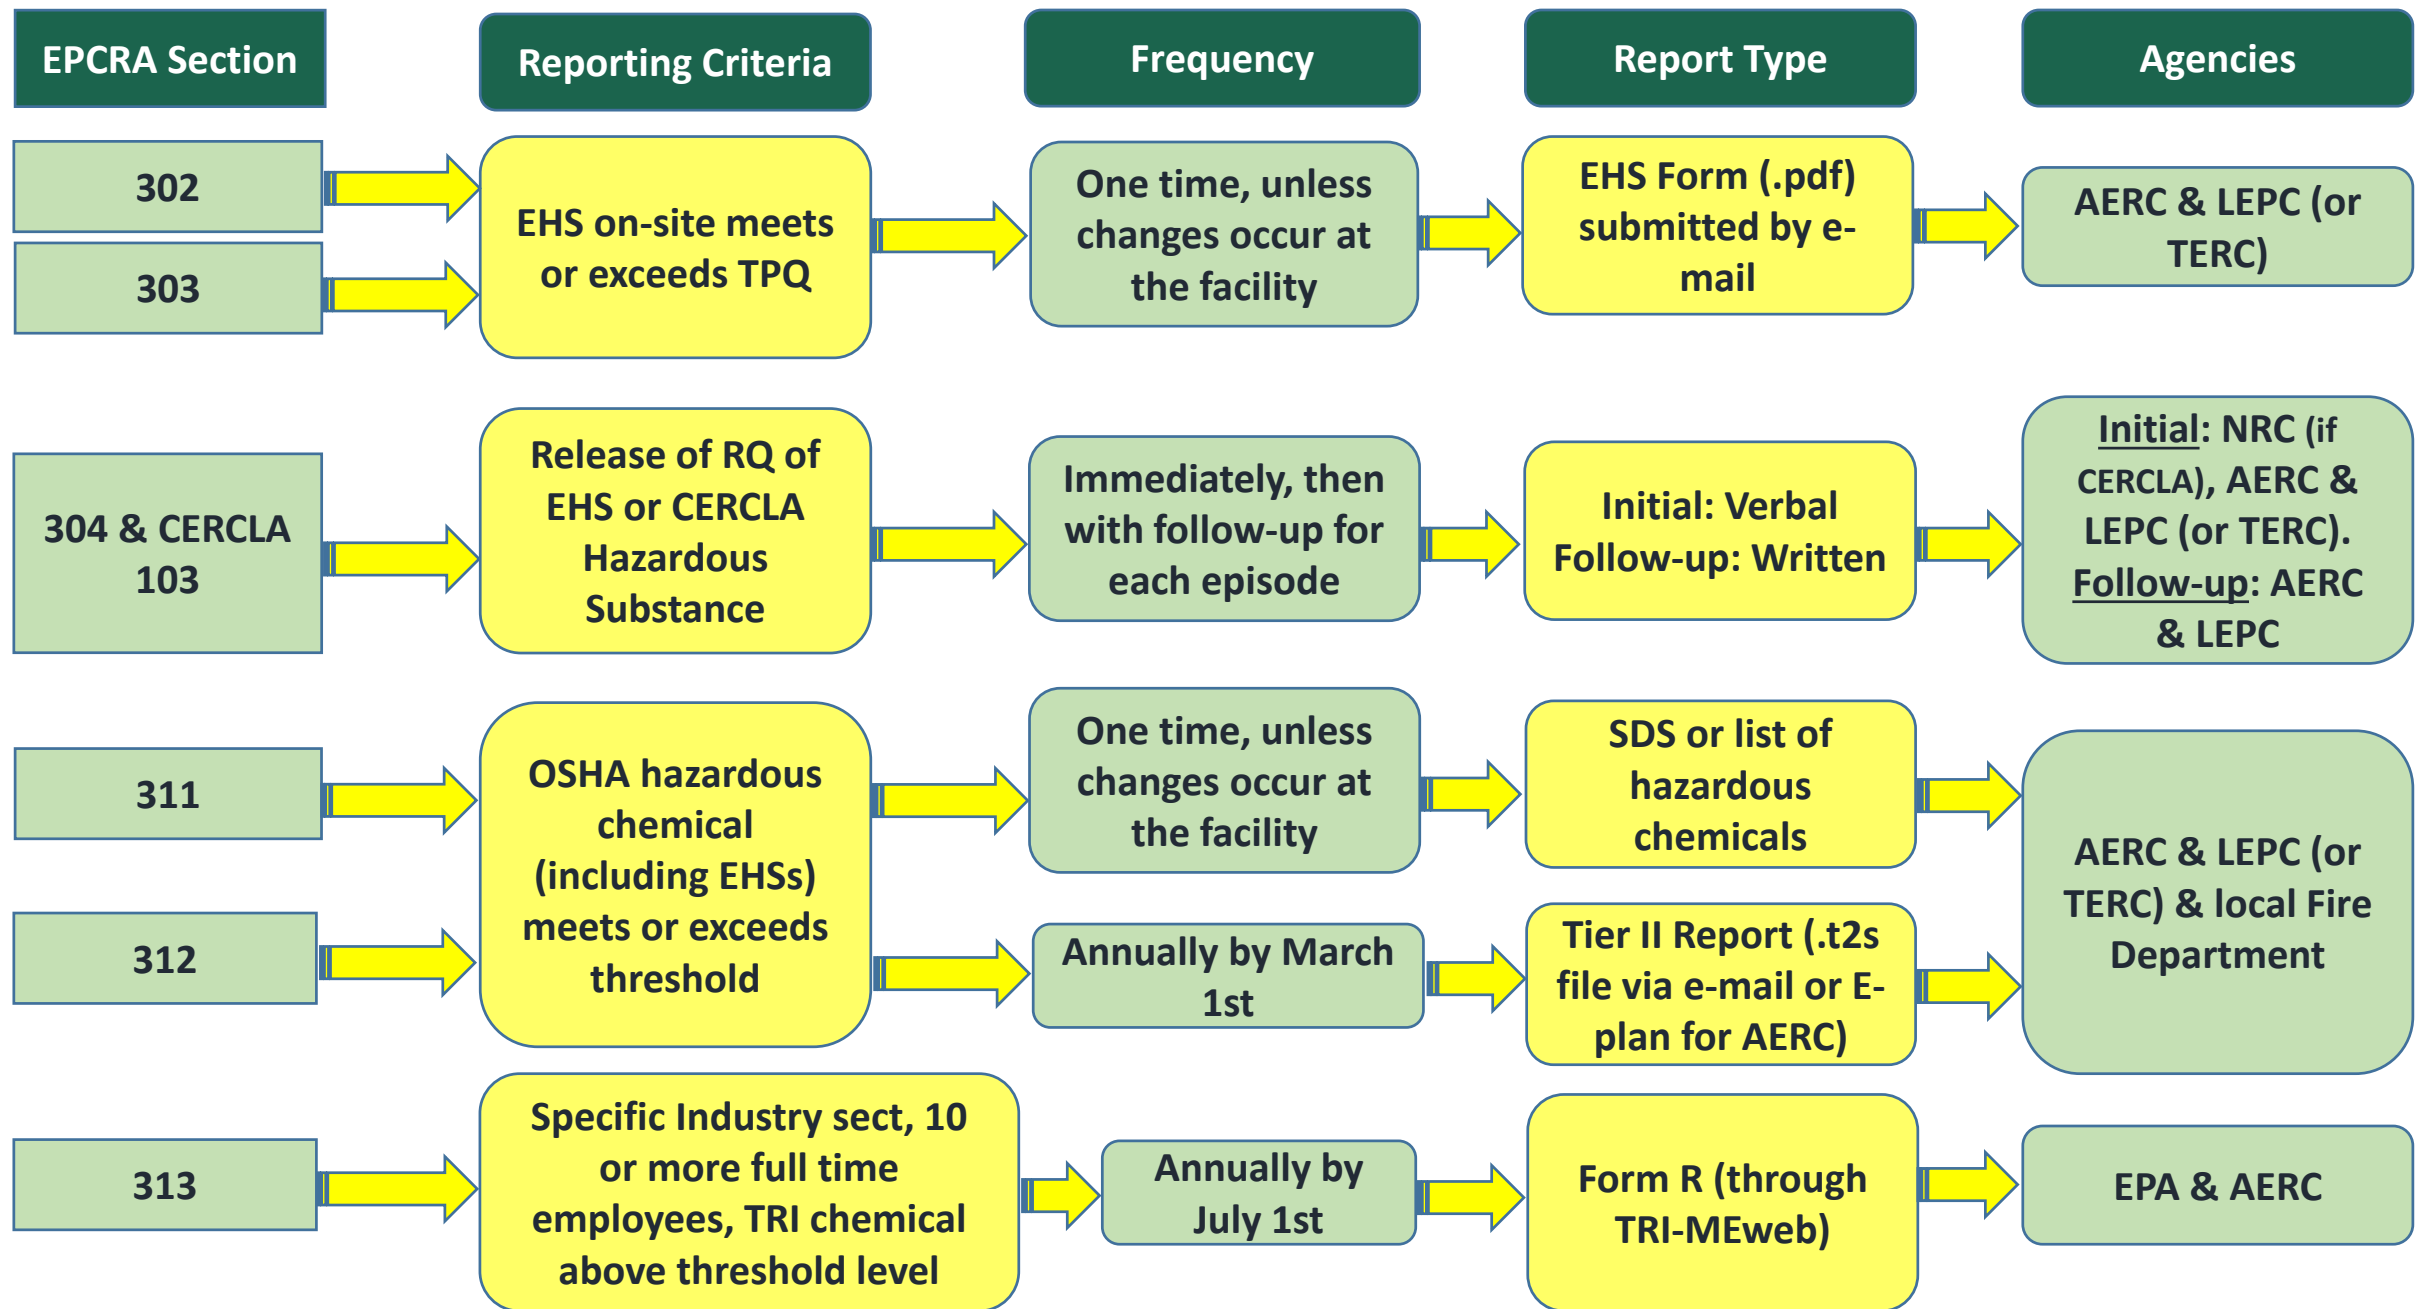 EPCRA Section
Reporting Criteria
Frequency
Report Type
Agencies
302
303
EHS on-site meets
or exceeds TPQ
One time, unless
changes occur at
the facility
EHS Form (.pdf)
submitted by e-
mail
AERC & LEPC (or
TERC)
304 & CERCLA
103
Release of RQ of
EHS or CERCLA
Hazardous
Substance
Immediately, then
with follow-up for
each episode
Initial: Verbal
Follow-up: Written
Initial: NRC (if
CERCLA), AERC &
LEPC (or TERC).
Follow-up: AERC
& LEPC
311
312
OSHA hazardous
chemical
(including EHSs)
meets or exceeds
threshold
One time, unless
changes occur at
the facility
SDS or list of
hazardous
chemicals
Annually by March
1st
Tier II Report (.t2s
file via e-mail or E-
plan for AERC)
AERC & LEPC (or
TERC) & local Fire
Department
313
Specific Industry sect, 10
or more full time
employees, TRI chemical
above threshold level
Annually by
July 1st
Form R (through
TRI-MEweb)
EPA & AERC